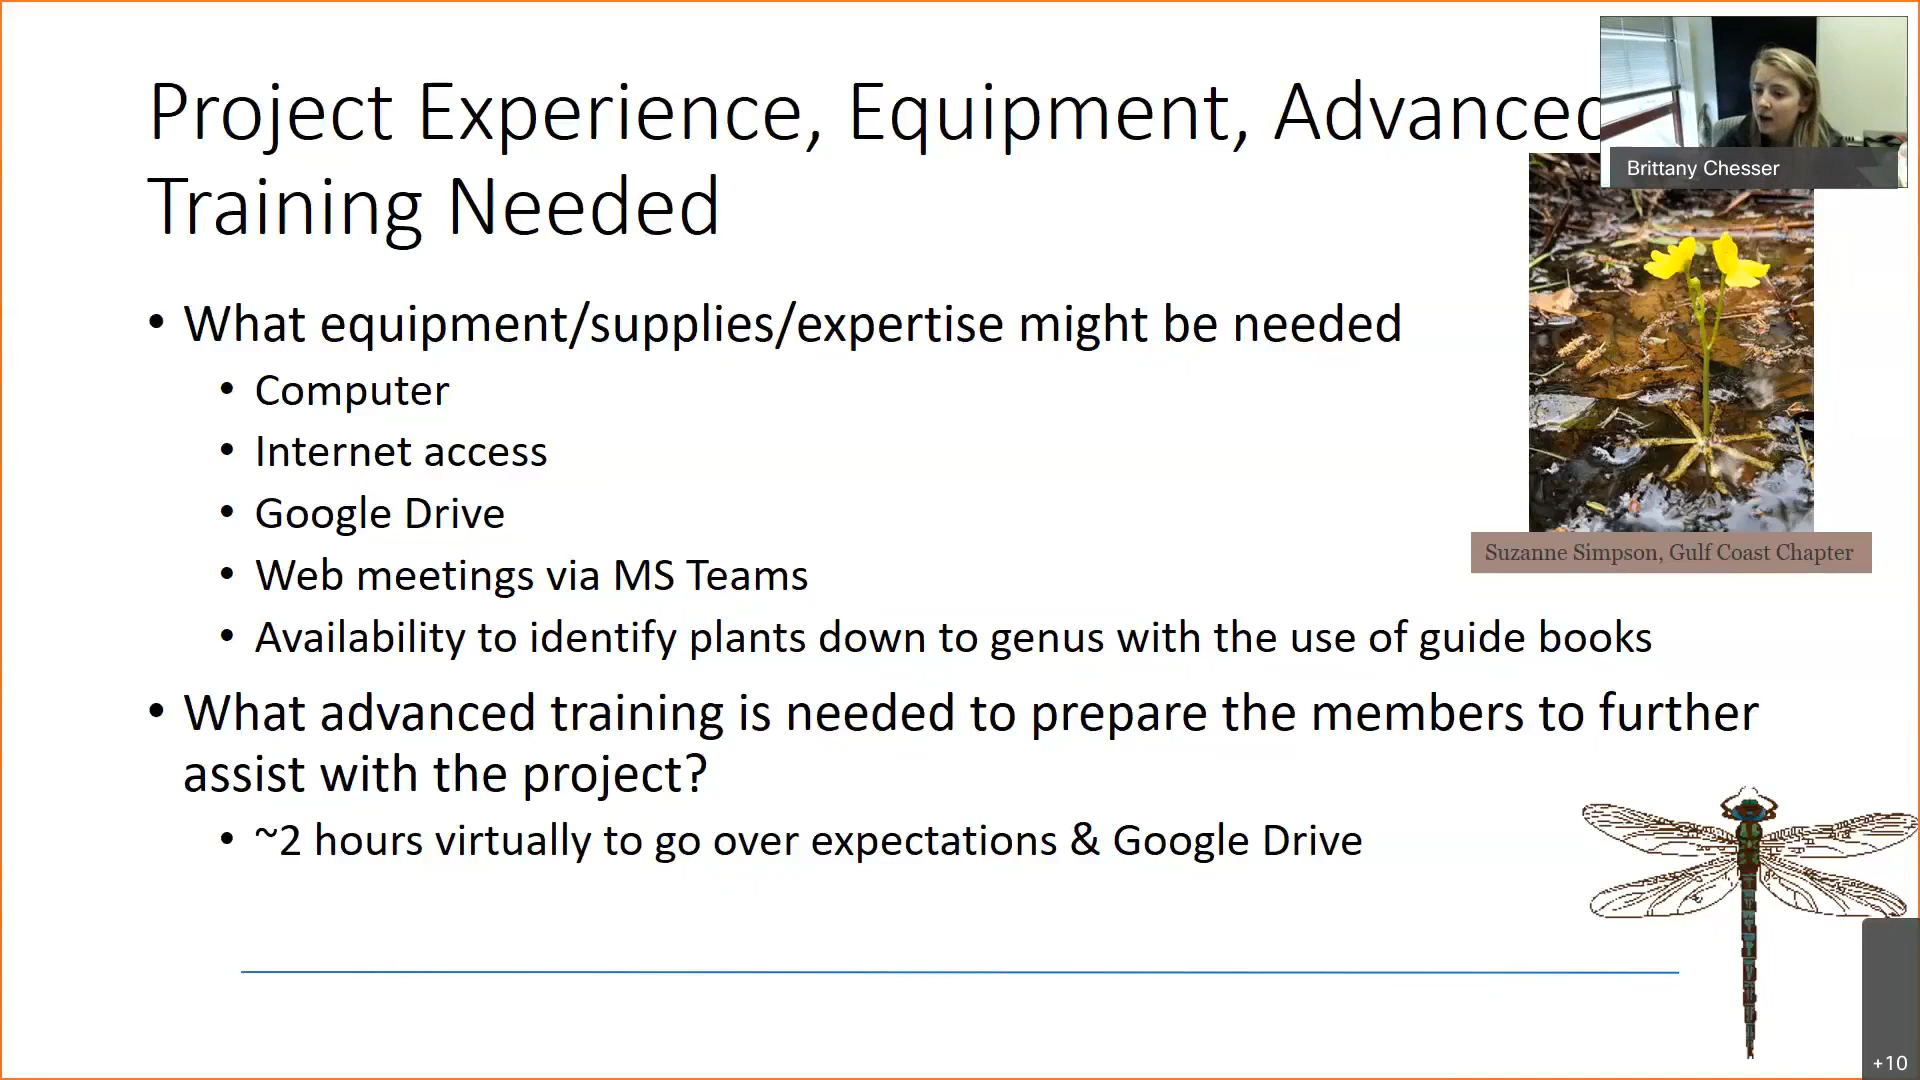 Project Experience, Equipment, Advanced
Training Needed
• What equipment/supplies/expertise might be needed
• Computer
• Internet access
• Google Drive
• Web meetings via MS Teams
• Availability to identify plants down to genus with the use of guide books
• What advanced training is needed to prepare the members to further
assist with the project?
• ~2 hours virtually to go over expectations & Google Drive
Brittany Chesser
Suzanne Simpson, Gulf Coast Chapter
+10